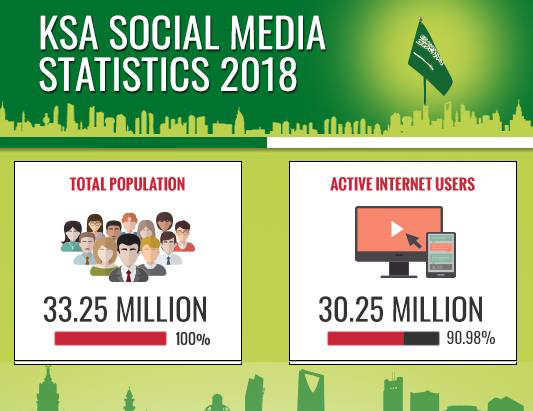 KSA SOCIAL MEDIA
STATISTICS 2018
TOTAL POPULATION
33.25 MILLION
100%
ACTIVE INTERNET USERS
30.25 MILLION
90.98%